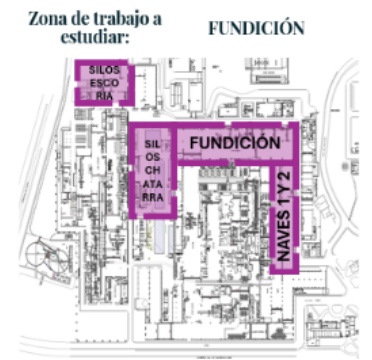 Zona de trabajo a
estudiar:
FUNDICIÓN
SILOS
ESCO
RIA
SIL
OS CH
ATA
RRA
FUNDICIÓN
NAVES 1 Y 2